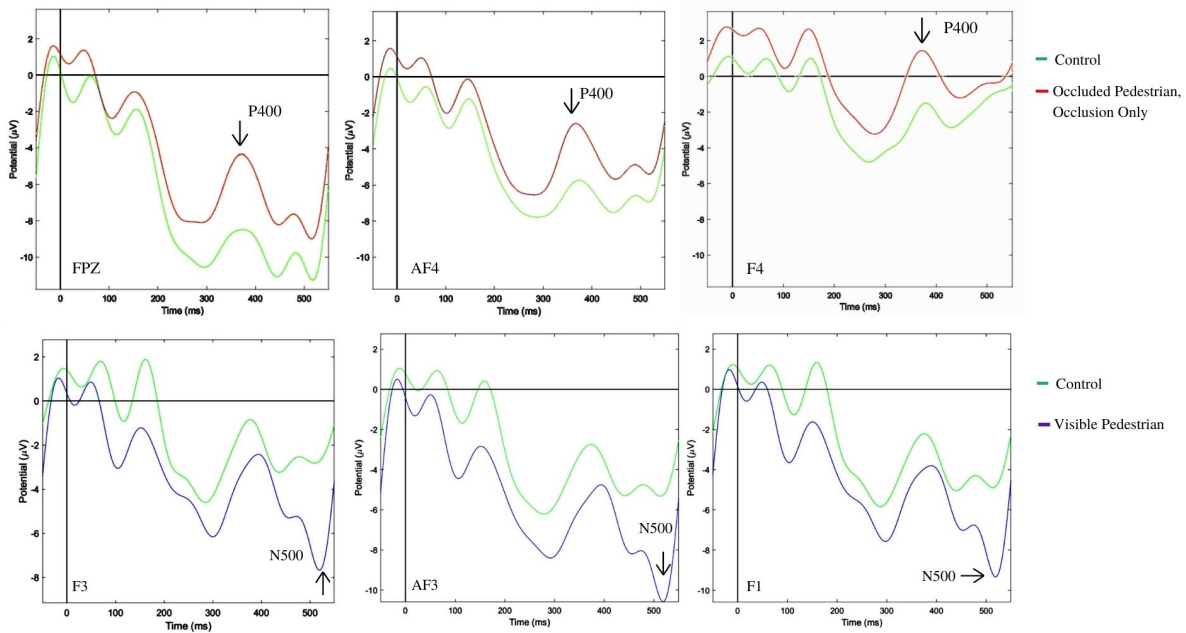 Potential (µV)
2
0
-2
-4
-6
-8
-10
P400
FPZ
0 100 200 300 400 500
Time (ms)
Potential (µV)
2
0
-2
-4
-6
-8
-10
P400
AF4
0 100 200 300 400 500
Time (ms)
Potential (µV)
2
0
-2
-4
-6
-8
-10
P400
F4
0 100 200 300 400 500
Time (ms)
Control
Occluded Pedestrian,
Occlusion Only
Potential (µV)
2
0
-2
-4
-6
-8
N500
F3
0 100 200 300 400 500
Time (ms)
Potential (µV)
2
0
-2
-4
-6
-8
-10
N500
AF3
0 100 200 300 400 500
Time (ms)
Potential (µV)
2
0
-2
-4
-6
-8
-10
N500
F1
0 100 200 300 400 500
Time (ms)
Control
Visible Pedestrian